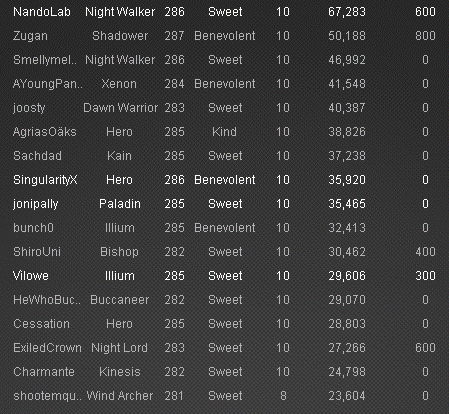 NandoLab Night Walker 286 Sweet 10 67,283 600
Zugan Shadower 287 Benevolent 10 50,188 800
Smellymel.. Night Walker 286 Sweet 10 46,992 0
AYoungPan.. Xenon 284 Benevolent 10 41,548 0
joosty Dawn Warrior 283 Sweet 10 40,387 0
AgriasOäks Hero 285 Kind 10 38,826 0
Sachdad Kain 285 Sweet 10 37,238 0
SingularityX Hero 286 Benevolent 10 35,920 0
jonipally Paladin 285 Sweet 10 35,465 0
bunch0 Illium 285 Benevolent 10 32,413 0
ShiroUni Bishop 282 Sweet 10 30,462 400
Vilowe Illium 285 Sweet 10 29,606 300
HeWhoBuc.. Buccaneer 282 Sweet 10 29,070 0
Cessation Hero 285 Sweet 10 28,803 0
ExiledCrown Night Lord 283 Sweet 10 27,266 600
Charmante Kinesis 282 Sweet 10 24,798 0
shootemqu.. Wind Archer 281 Sweet 8 23,604 0